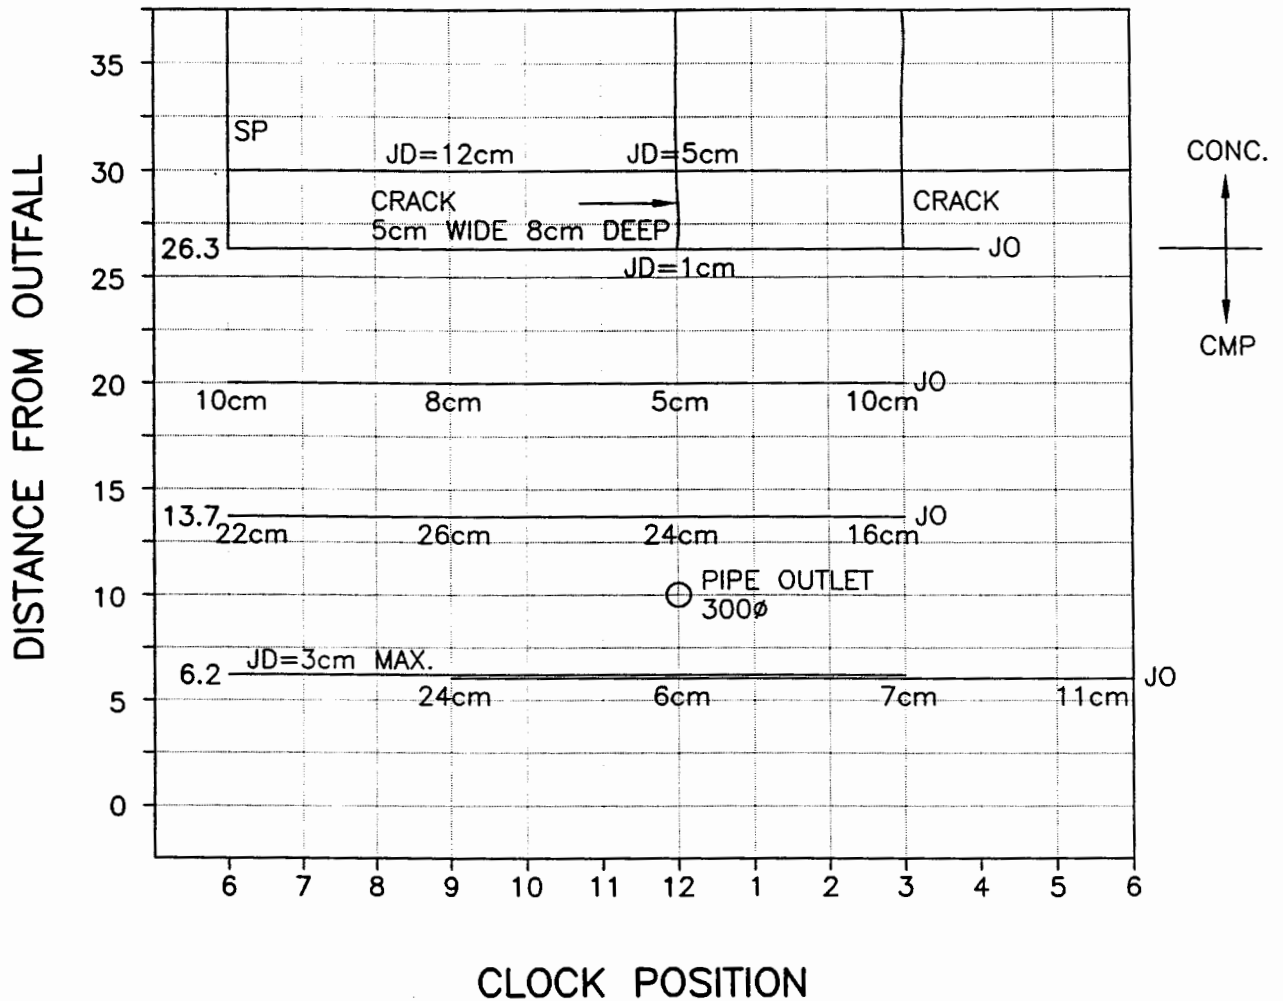 35
SP
JD=12cm JD=5cm
CONC.
30
CRACK
CRACK
5cm WIDE 8cm DEEP
26.3
JO
JD=1cm
25
CMP
20
JO
10cm 8cm 5cm 10cm
15
13.7
JO
22cm 26cm 24cm 16cm
PIPE OUTLET
300ø
10
JD=3cm MAX.
6.2
JO
24cm 6cm 7cm 11cm
5
0
6 7 8 9 10 11 12 1 2 3 4 5 6
DISTANCE FROM OUTFALL
CLOCK POSITION